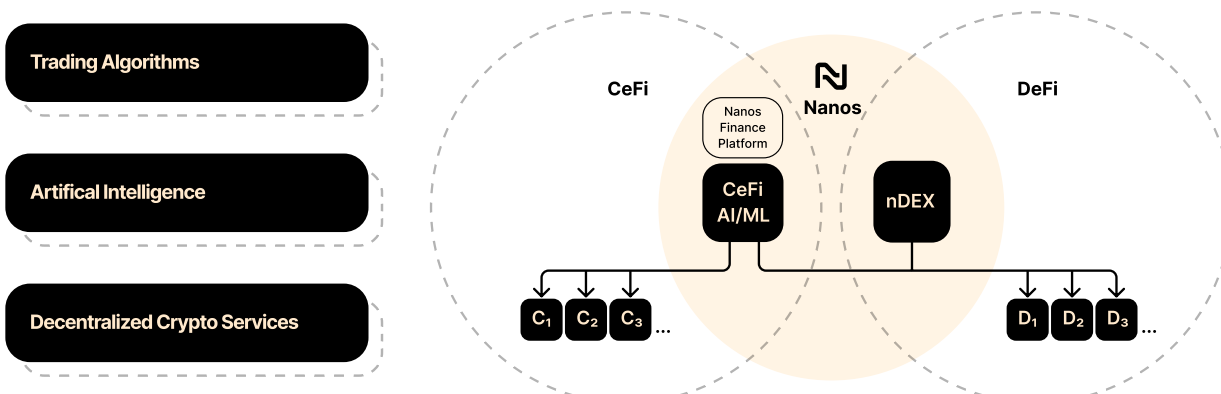 Trading Algorithms
Artifical Intelligence
Decentralized Crypto Services
CeFi
Nanos
DeFi
Nanos
Finance
Platform
CeFi
AI/ML
nDEX
C₁ C₂ C₃ ...
D₁ D₂ D₃ ...